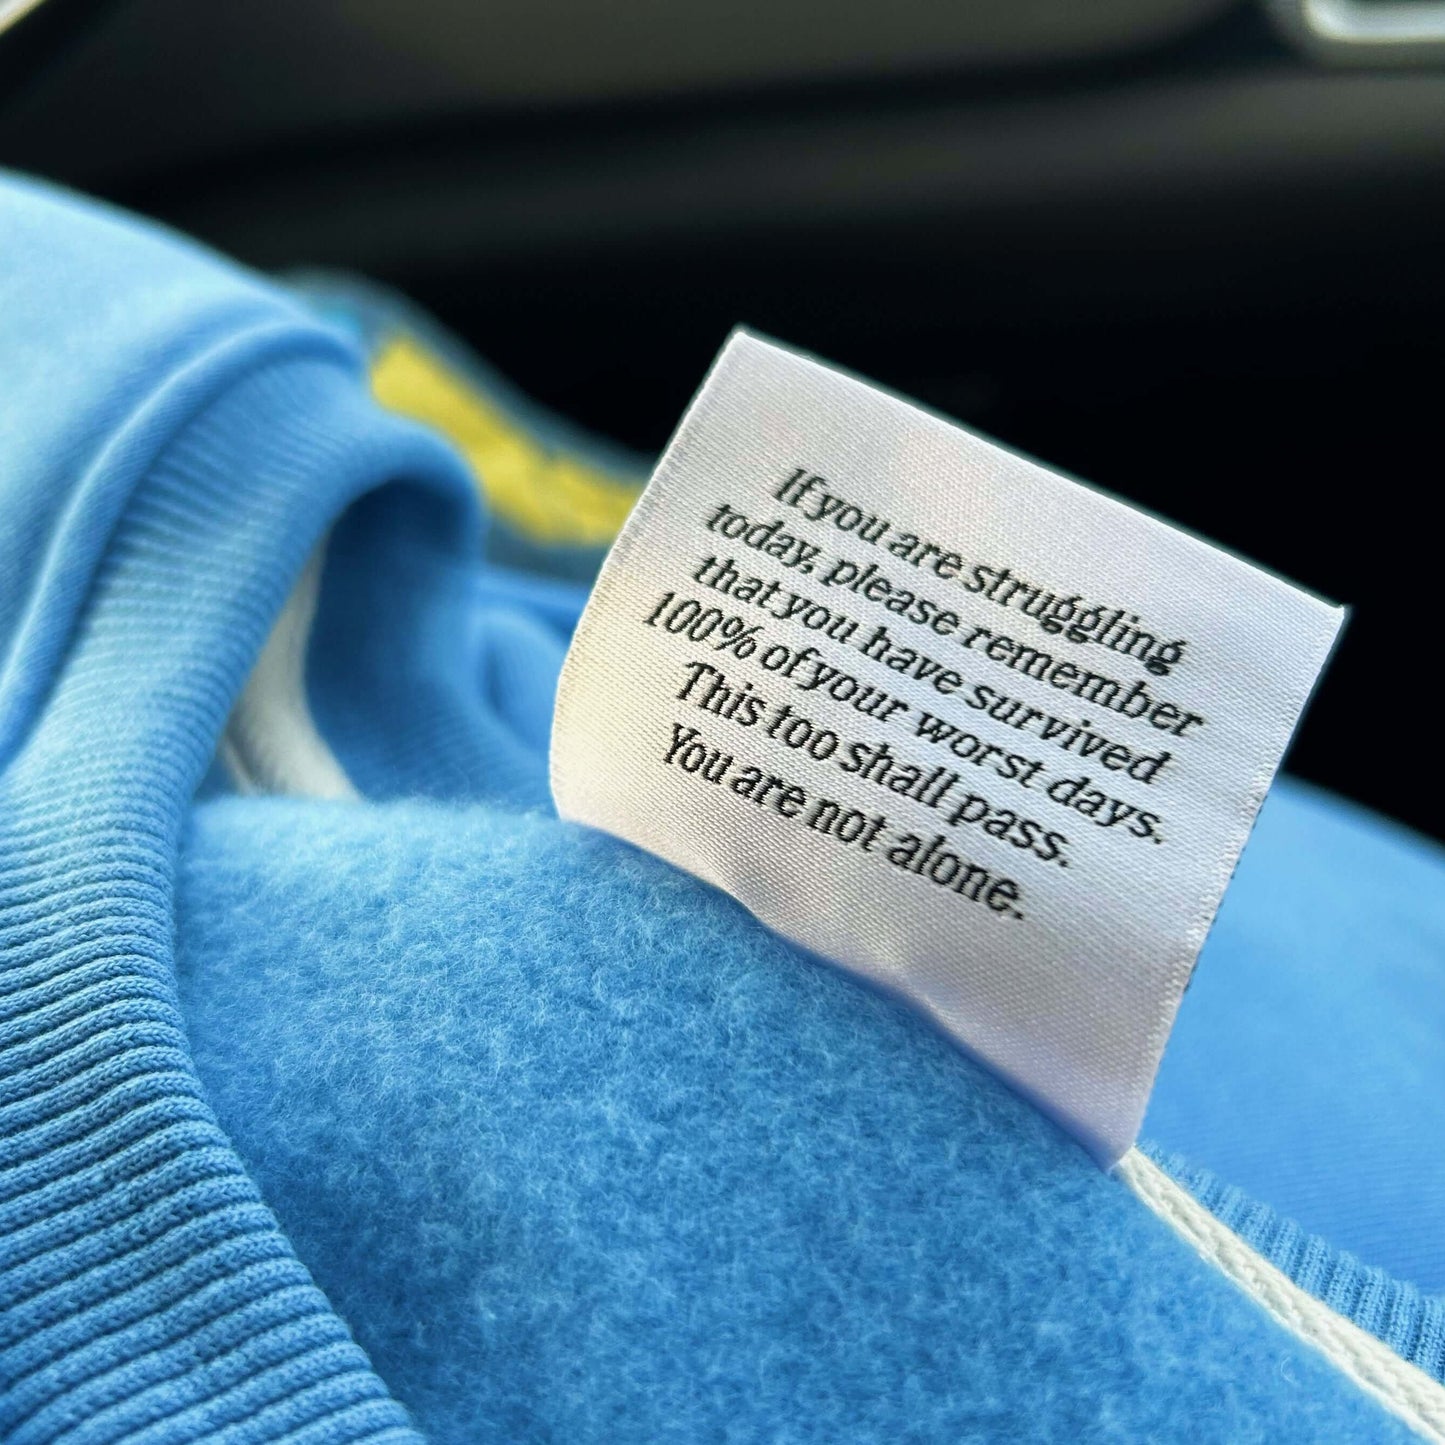 If you are struggling
today, please remember
that you have survived
100% of your worst days.
This too shall pass.
You are not alone.